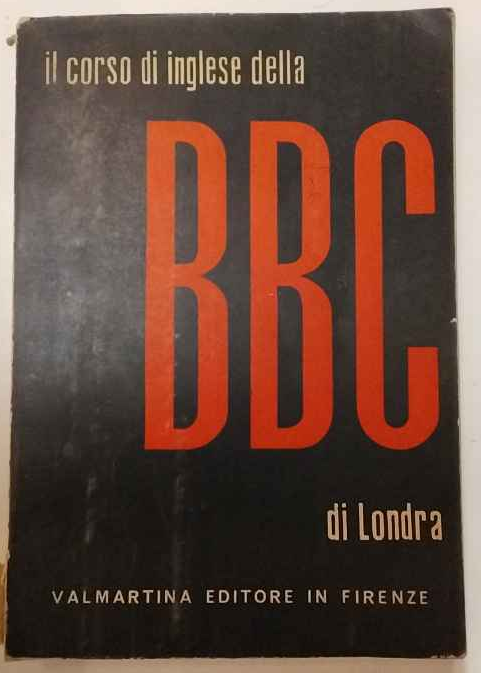 il corso di inglese della
BBC
di Londra
VALMARTINA EDITORE IN FIRENZE